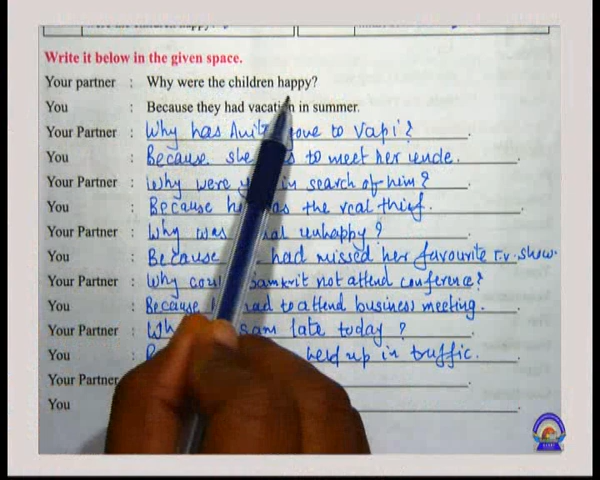 Write it below in the given space.
Your partner : Why were the children happy?
You : Because they had vacation in summer.
Your Partner : Why has gone to Vapi?
You : Because she to meet her uncle.
Your Partner : Why were in search of him?
You : Because the real thief.
Your Partner : Why was unhappy?
You : Because had missed her favourite T.V. show.
Your Partner : Why not attend conference?
You : Because had to attend business meeting.
Your Partner : late today?
You : held up in traffic.
Your Partner
You :